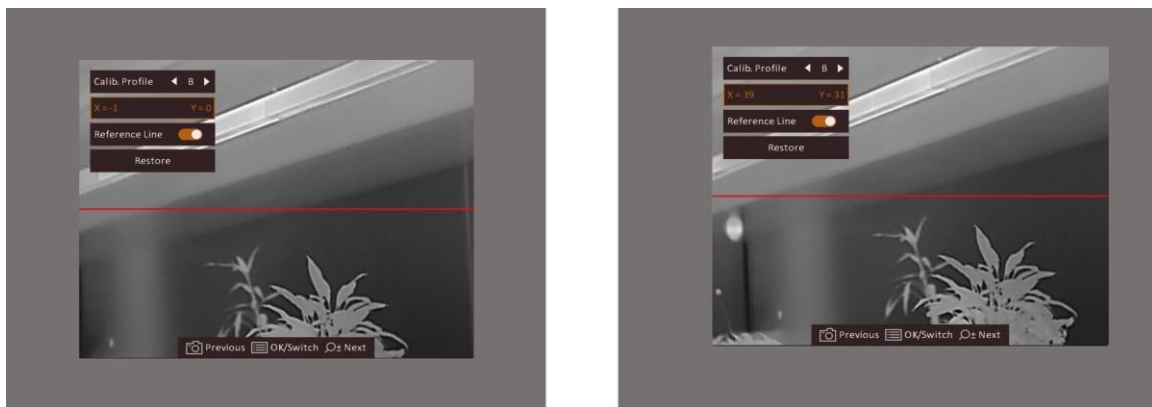 Calib. Profile ◀ B ▶
X = -1 Y = 0
Reference Line
Restore
Previous OK/Switch Next
Calib. Profile ◀ B ▶
X = 39 Y = 31
Reference Line
Restore
Previous OK/Switch Next